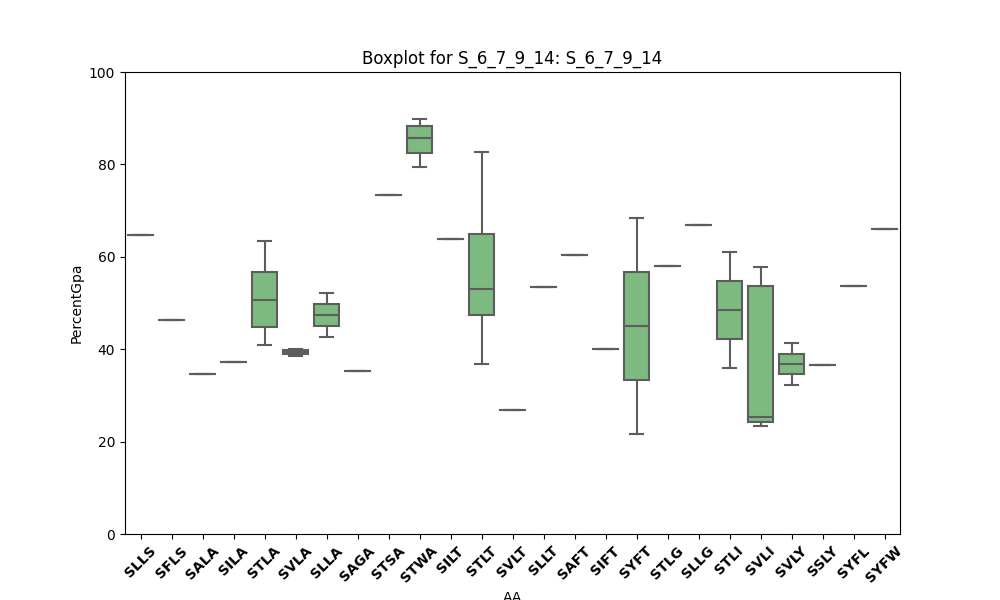 Boxplot for S_6_7_9_14: S_6_7_9_14
100
80
60
40
20
0
PercentGpa
SLLS SFLS SALA SILA STLA SVLA SLLA SAGA STSA STWA SILT STLT SVLT SLLT SAFT SIFT SYFT STLG SLLG STLI SVLI SVLY SSLY SYFL SYFW
AA